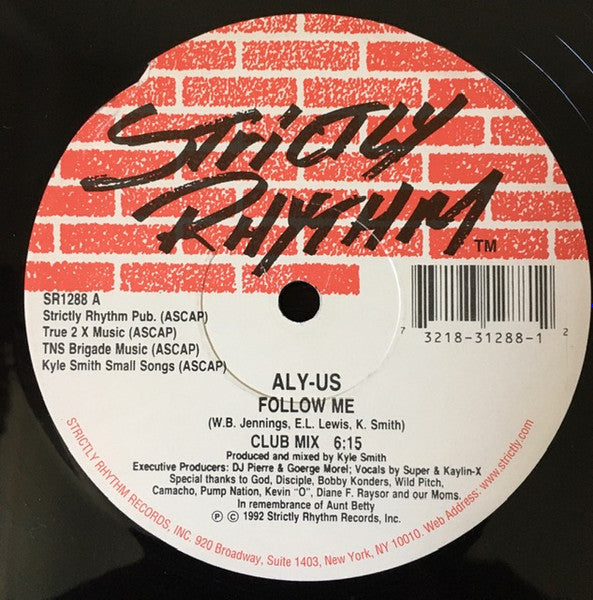 STRICTLY
RHYTHM
TM
SR1288 A
Strictly Rhythm Pub. (ASCAP)
True 2 X Music (ASCAP)
TNS Brigade Music (ASCAP)
Kyle Smith Small Songs (ASCAP)
7 73218-31288-1 2
ALY-US
FOLLOW ME
(W.B. Jennings, E.L. Lewis, K. Smith)
CLUB MIX 6:15
Produced and mixed by Kyle Smith
Executive Producers: DJ Pierre & Goerge Morel; Vocals by Super & Kaylin-X
Special thanks to God, Disciple, Bobby Konders, Wild Pitch,
Camacho, Pump Nation, Kevin "O", Diane F. Raysor and our Moms.
In remembrance of Aunt Betty
℗ © 1992 Strictly Rhythm Records, Inc.
STRICTLY RHYTHM RECORDS, INC. 920 Broadway, Suite 1403, New York, NY 10010. Web Address: www.strictly.com